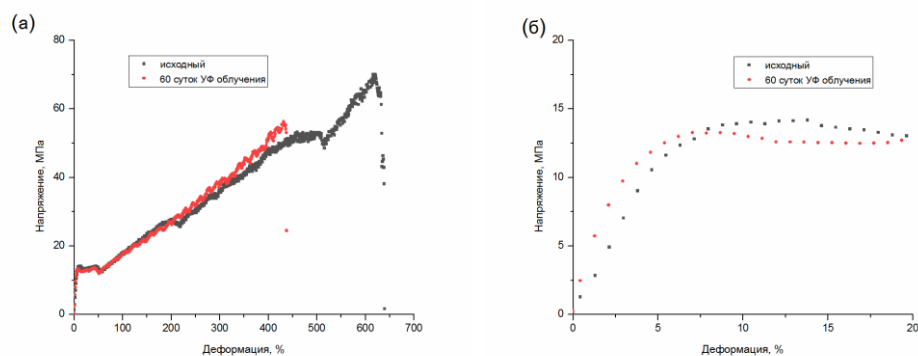 (а)
80
60
40
20
0
Напряжение, МПа
исходный
60 суток УФ облучения
0 100 200 300 400 500 600 700
Деформация, %
(б)
20
15
10
5
0
Напряжение, МПа
исходный
60 суток УФ облучения
0 5 10 15 20
Деформация, %